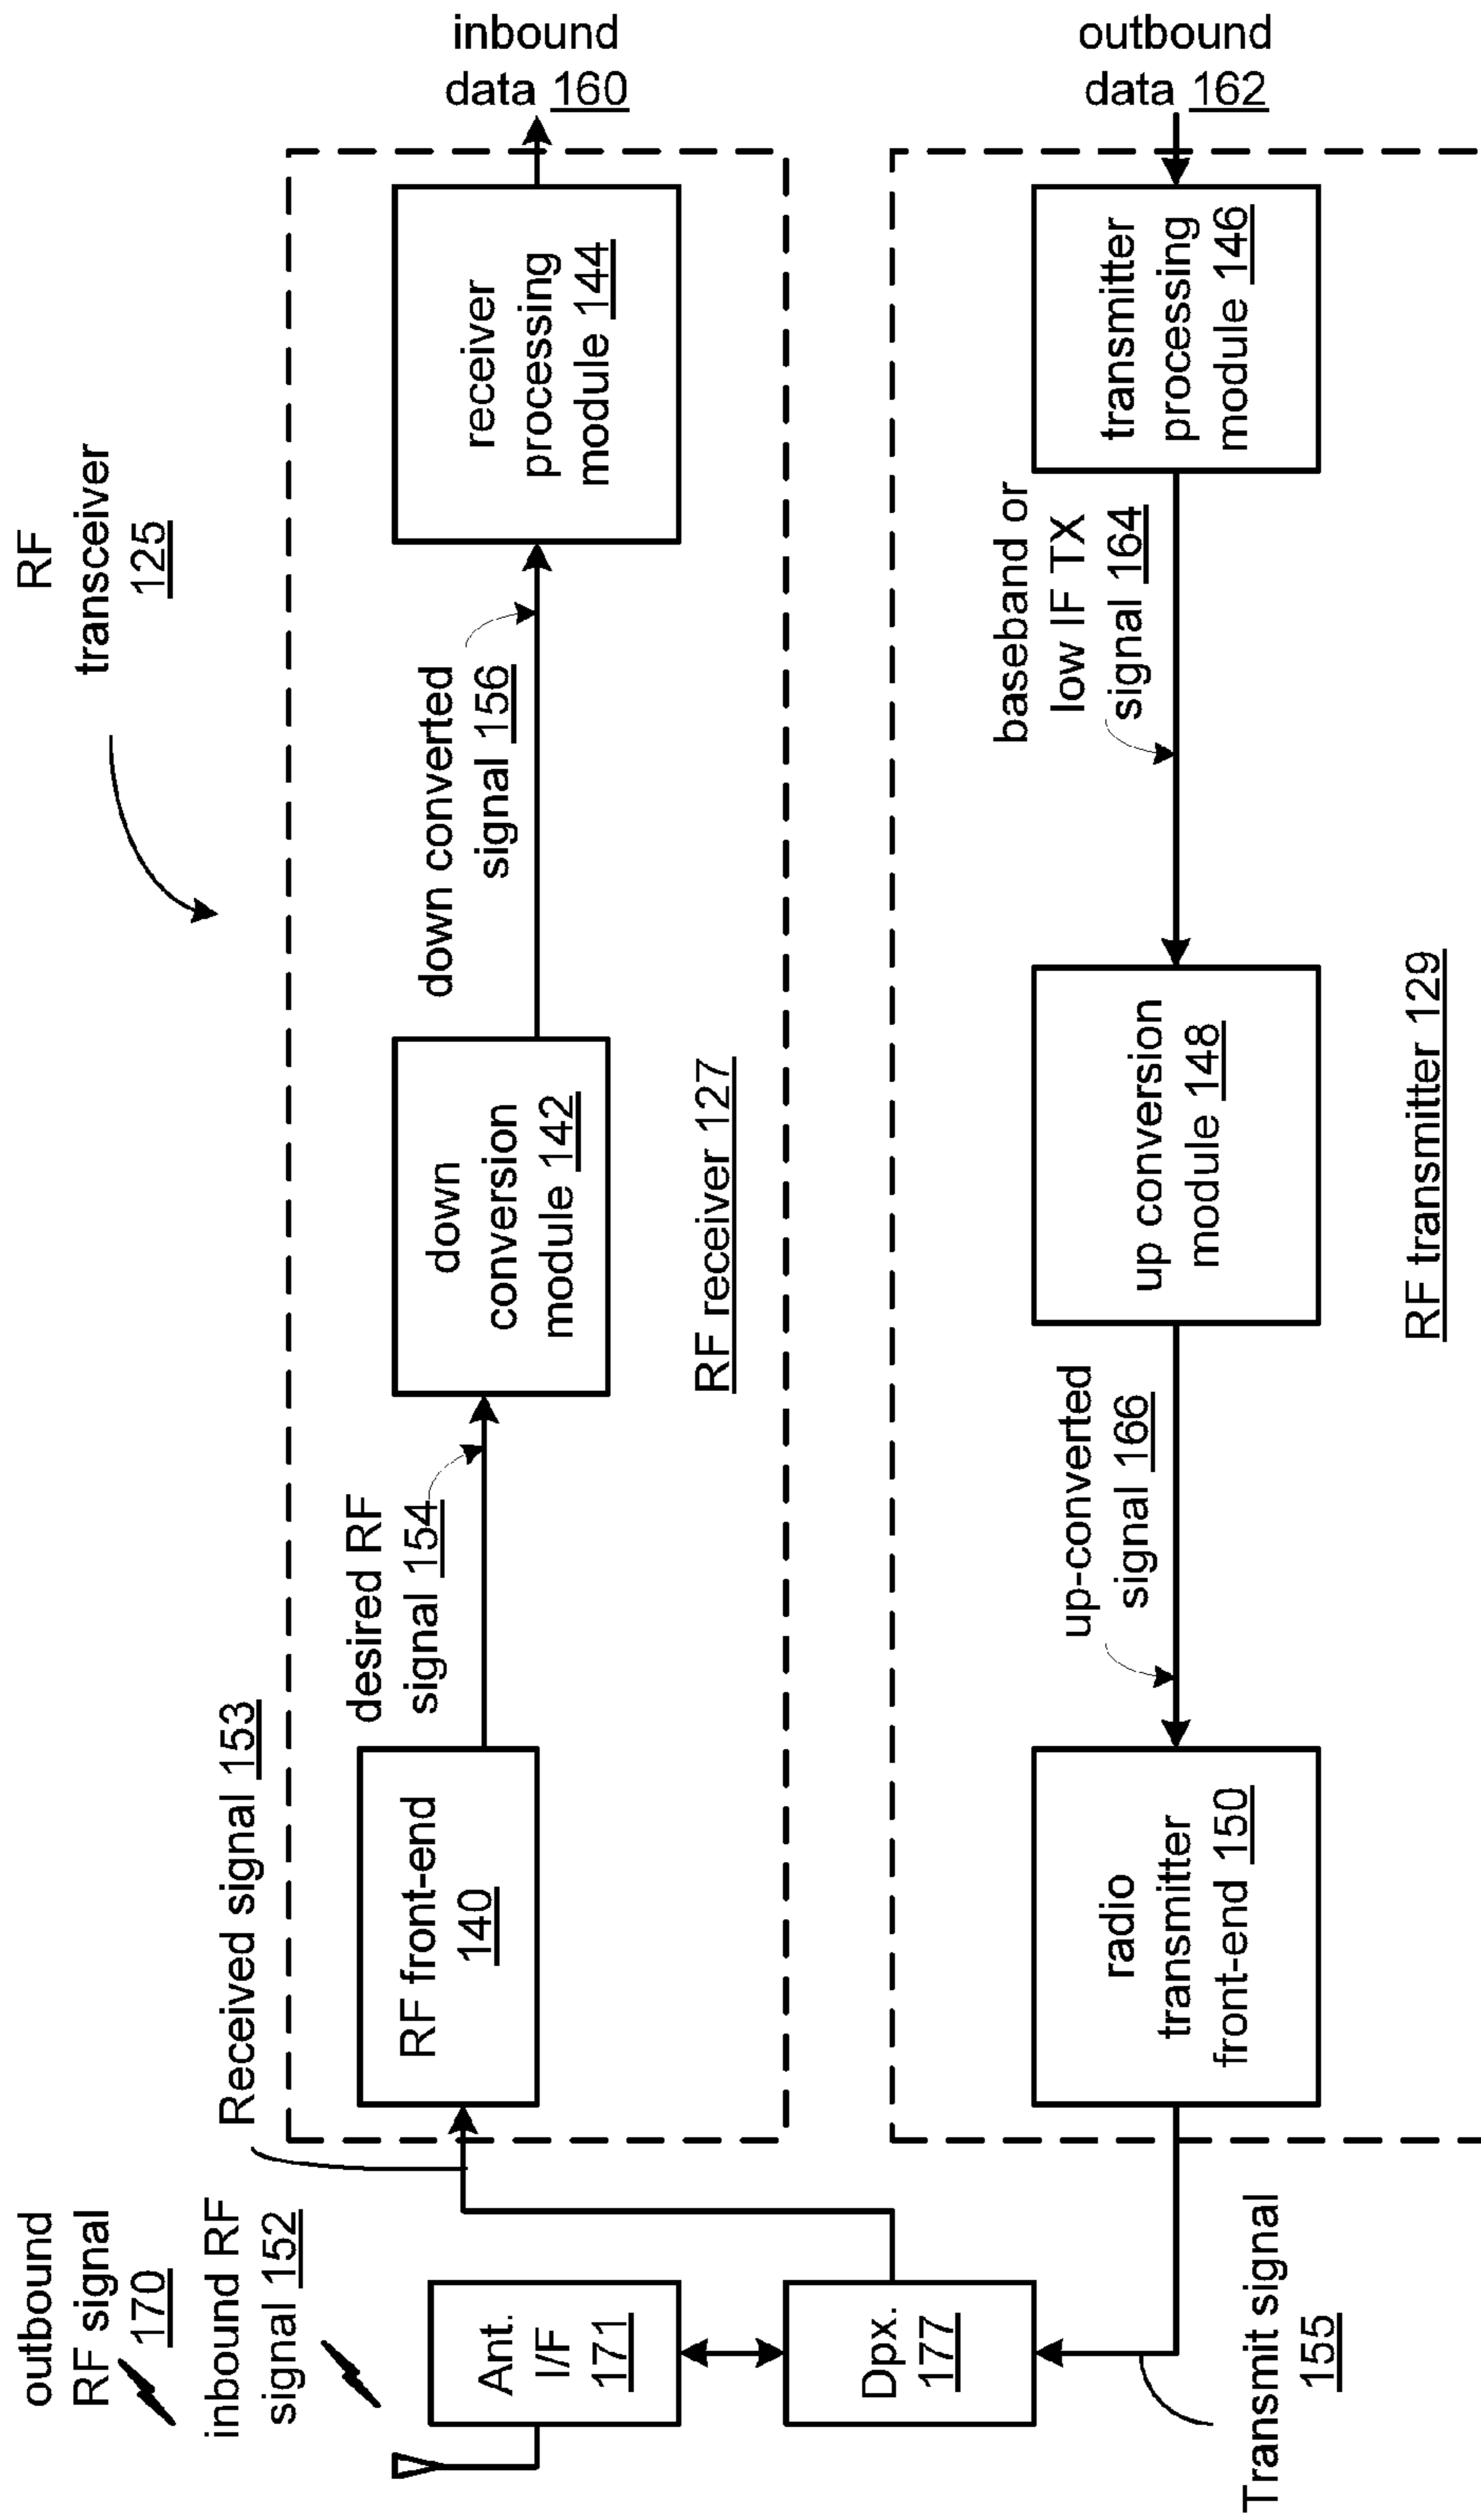 RF
transceiver
125
outbound
RF signal
170
inbound RF
signal 152
Received signal 153
desired RF
signal 154
down converted
signal 156
inbound
data 160
Ant.
I/F
171
RF front-end
140
down
conversion
module 142
receiver
processing
module 144
RF receiver 127
Dpx.
177
Transmit signal
155
radio
transmitter
front-end 150
up-converted
signal 166
up conversion
module 148
baseband or
low IF TX
signal 164
transmitter
processing
module 146
outbound
data 162
RF transmitter 129